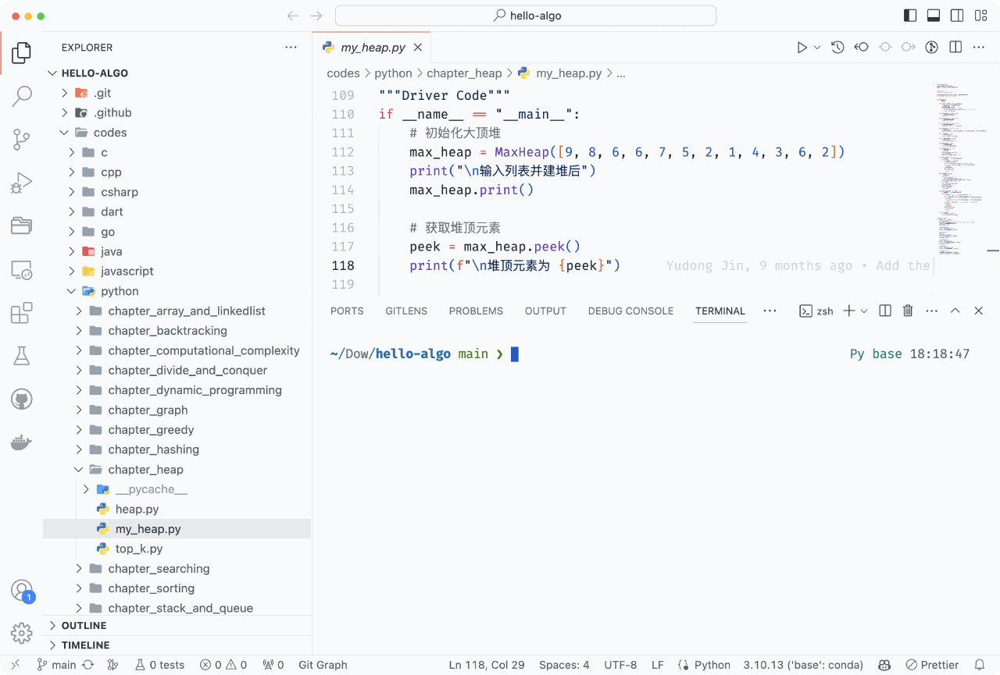 hello-algo
EXPLORER
HELLO-ALGO
.git
.github
codes
c
cpp
csharp
dart
go
java
javascript
python
chapter_array_and_linkedlist
chapter_backtracking
chapter_computational_complexity
chapter_divide_and_conquer
chapter_dynamic_programming
chapter_graph
chapter_greedy
chapter_hashing
chapter_heap
__pycache__
heap.py
my_heap.py
top_k.py
chapter_searching
chapter_sorting
chapter_stack_and_queue
OUTLINE
TIMELINE
1
my_heap.py
codes > python > chapter_heap > my_heap.py > ...
109 """Driver Code"""
110 if __name__ == "__main__":
111 # 初始化大顶堆
112 max_heap = MaxHeap([9, 8, 6, 6, 7, 5, 2, 1, 4, 3, 6, 2])
113 print("\n输入列表并建堆后")
114 max_heap.print()
115
116 # 获取堆顶元素
117 peek = max_heap.peek()
118 print(f"\n堆顶元素为 {peek}") Yudong Jin, 9 months ago • Add the
119
PORTS GITLENS PROBLEMS OUTPUT DEBUG CONSOLE TERMINAL zsh
~/Dow/hello-algo main ❯ Py base 18:18:47
main 0 tests 0 0 0 Git Graph Ln 118, Col 29 Spaces: 4 UTF-8 LF Python 3.10.13 ('base': conda) Prettier